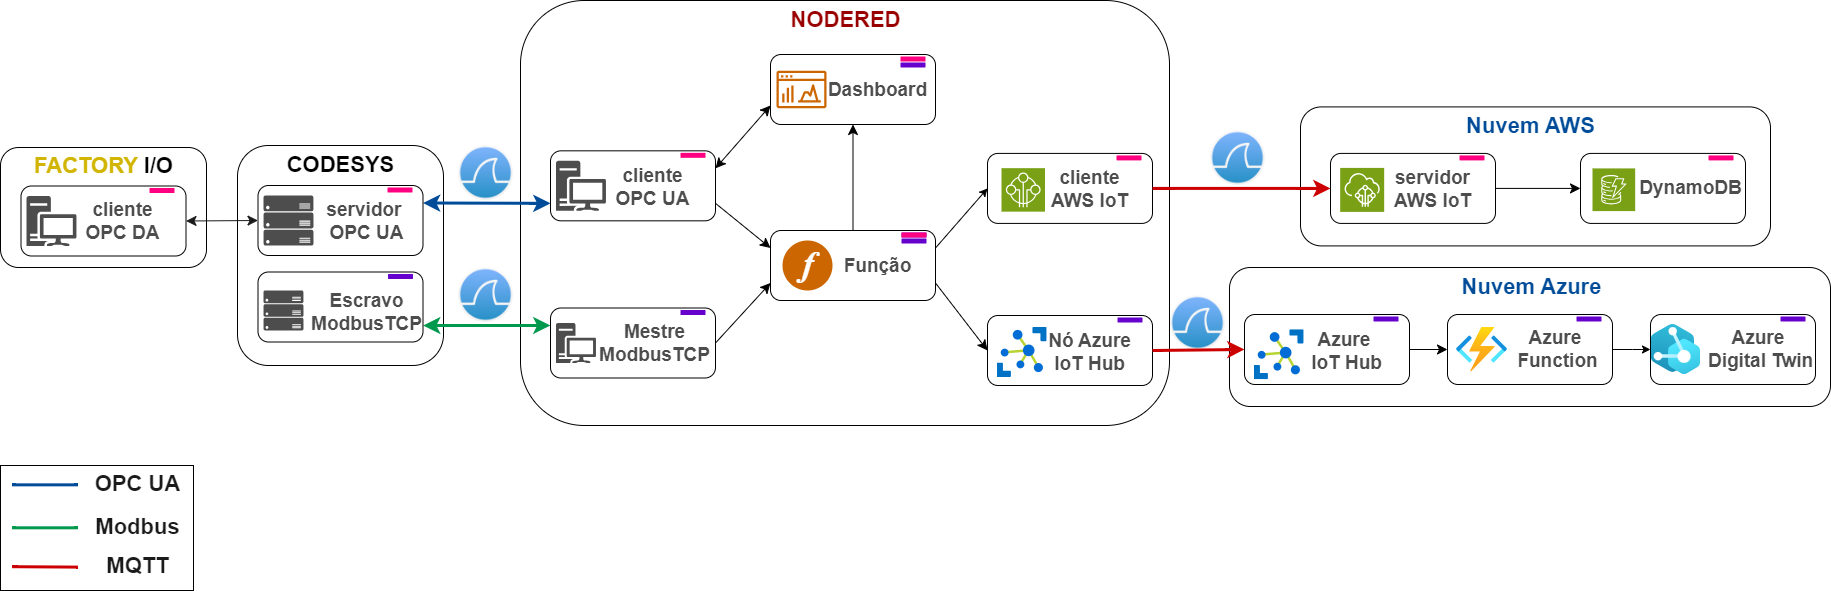 NODERED
Dashboard
FACTORY I/O
cliente
OPC DA
CODESYS
servidor
OPC UA
Escravo
ModbusTCP
cliente
OPC UA
Mestre
ModbusTCP
Função
cliente
AWS IoT
Nó Azure
IoT Hub
Nuvem AWS
servidor
AWS IoT
DynamoDB
Nuvem Azure
Azure
IoT Hub
Azure
Function
Azure
Digital Twin
OPC UA
Modbus
MQTT